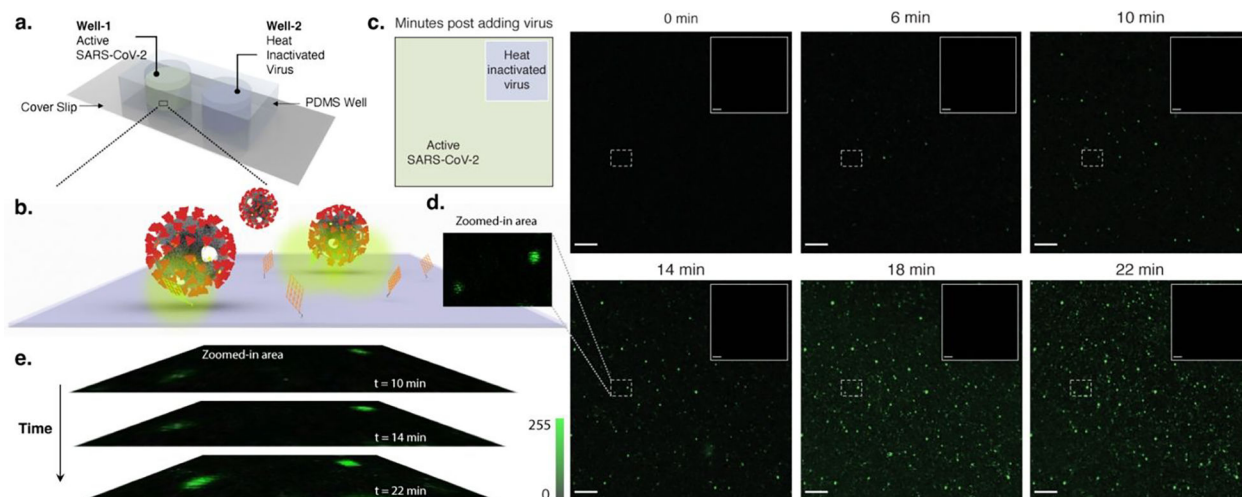 a.
Well-1
Active
SARS-CoV-2
Well-2
Heat
Inactivated
Virus
Cover Slip
PDMS Well
b.
c.
Minutes post adding virus
Heat
inactivated
virus
Active
SARS-CoV-2
0 min
6 min
10 min
d.
Zoomed-in area
14 min
18 min
22 min
e.
Zoomed-in area
t = 10 min
Time
t = 14 min
t = 22 min
255
0